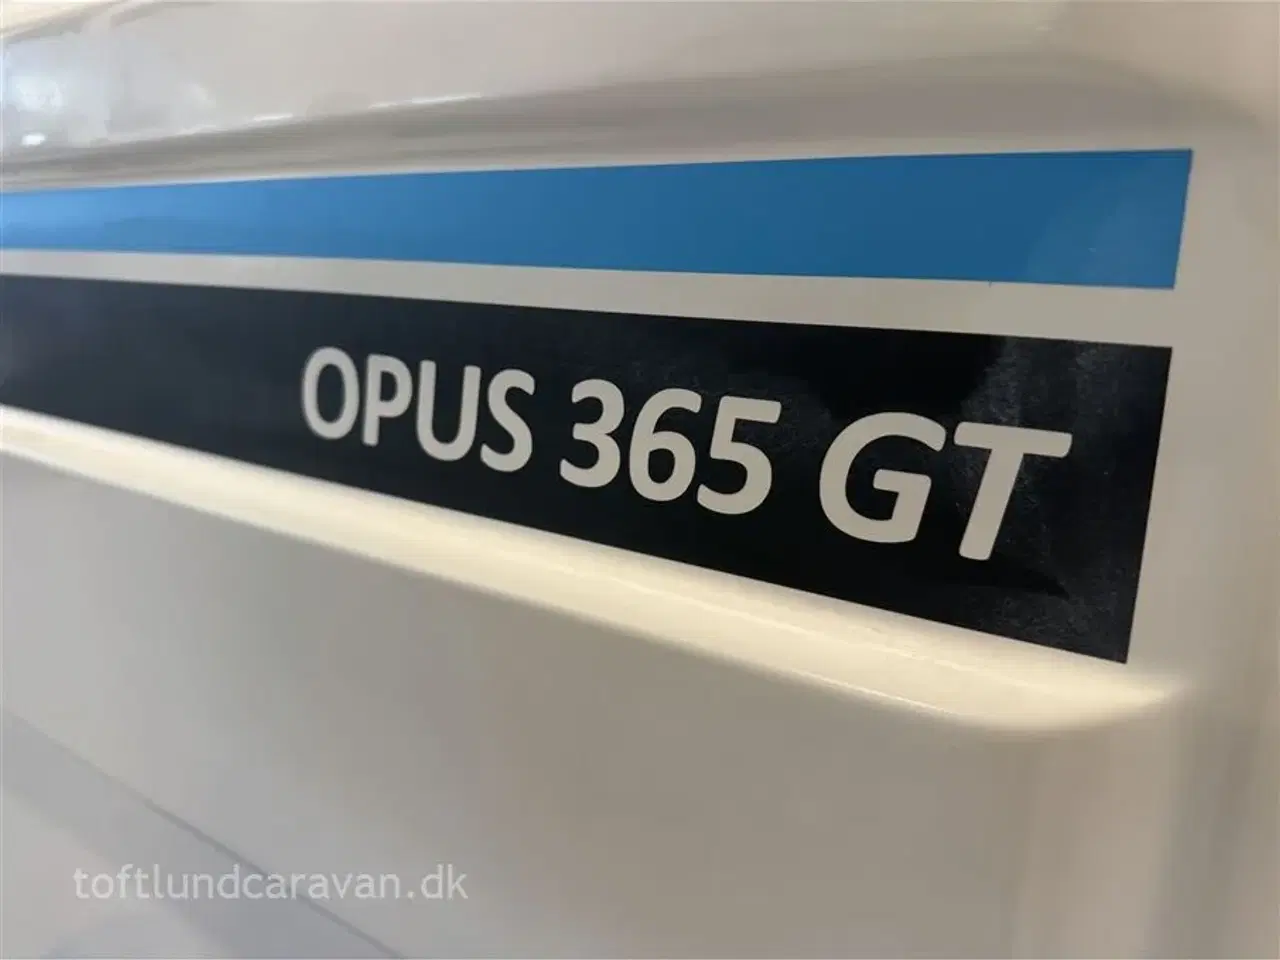 OPUS 365 GT
toftlundcaravan.dk